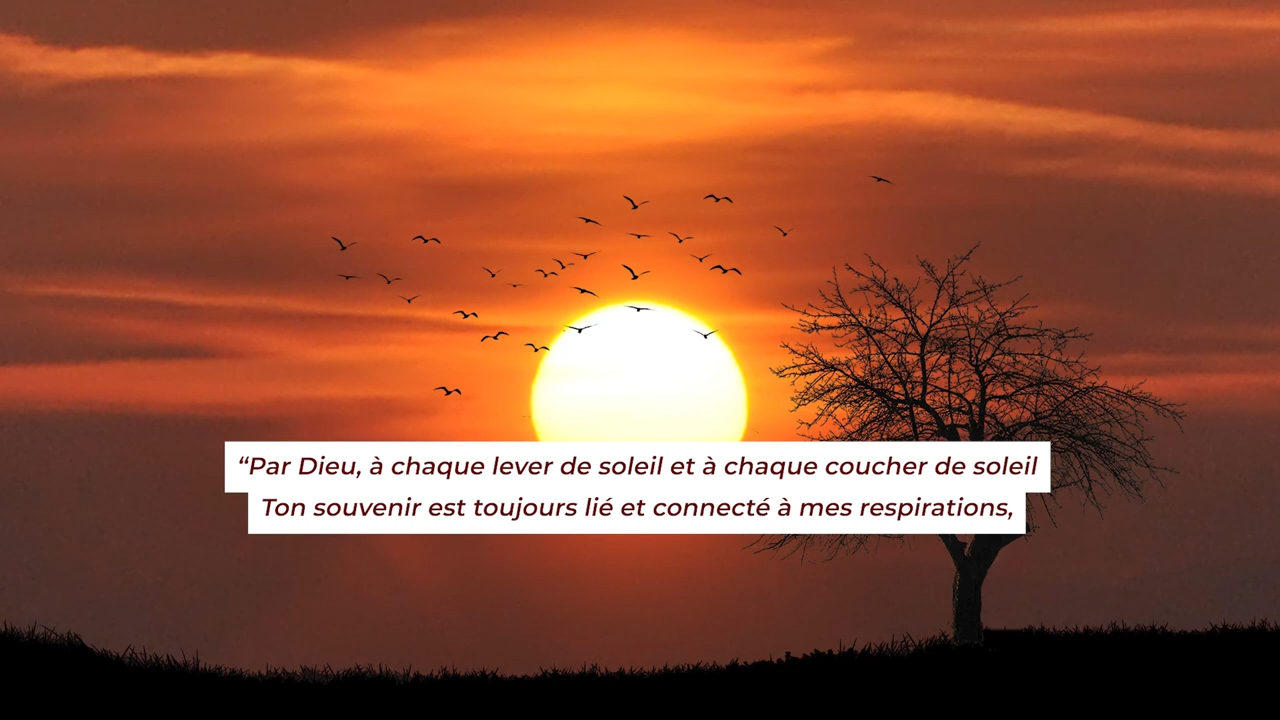 “Par Dieu, à chaque lever de soleil et à chaque coucher de soleil
Ton souvenir est toujours lié et connecté à mes respirations,